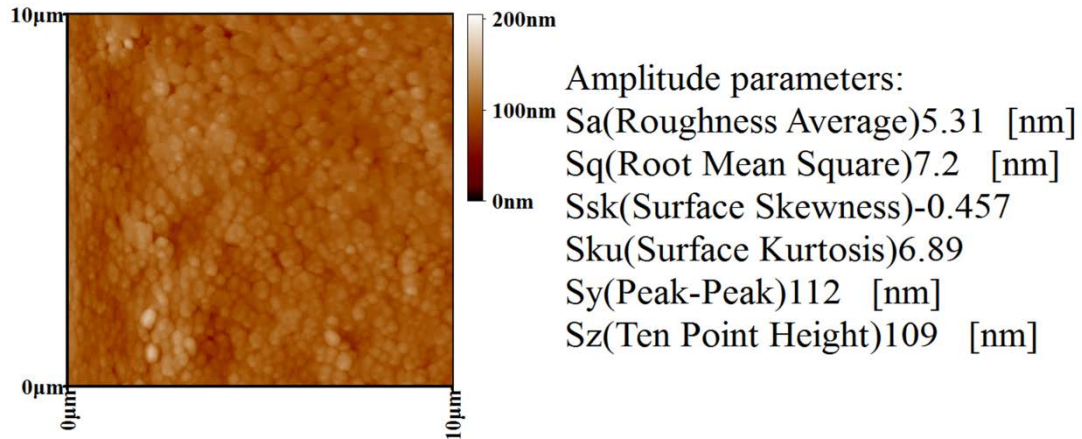 10μm
200nm
100nm
0nm
0μm
0μm
10μm
Amplitude parameters:
Sa(Roughness Average)5.31 [nm]
Sq(Root Mean Square)7.2 [nm]
Ssk(Surface Skewness)-0.457
Sku(Surface Kurtosis)6.89
Sy(Peak-Peak)112 [nm]
Sz(Ten Point Height)109 [nm]